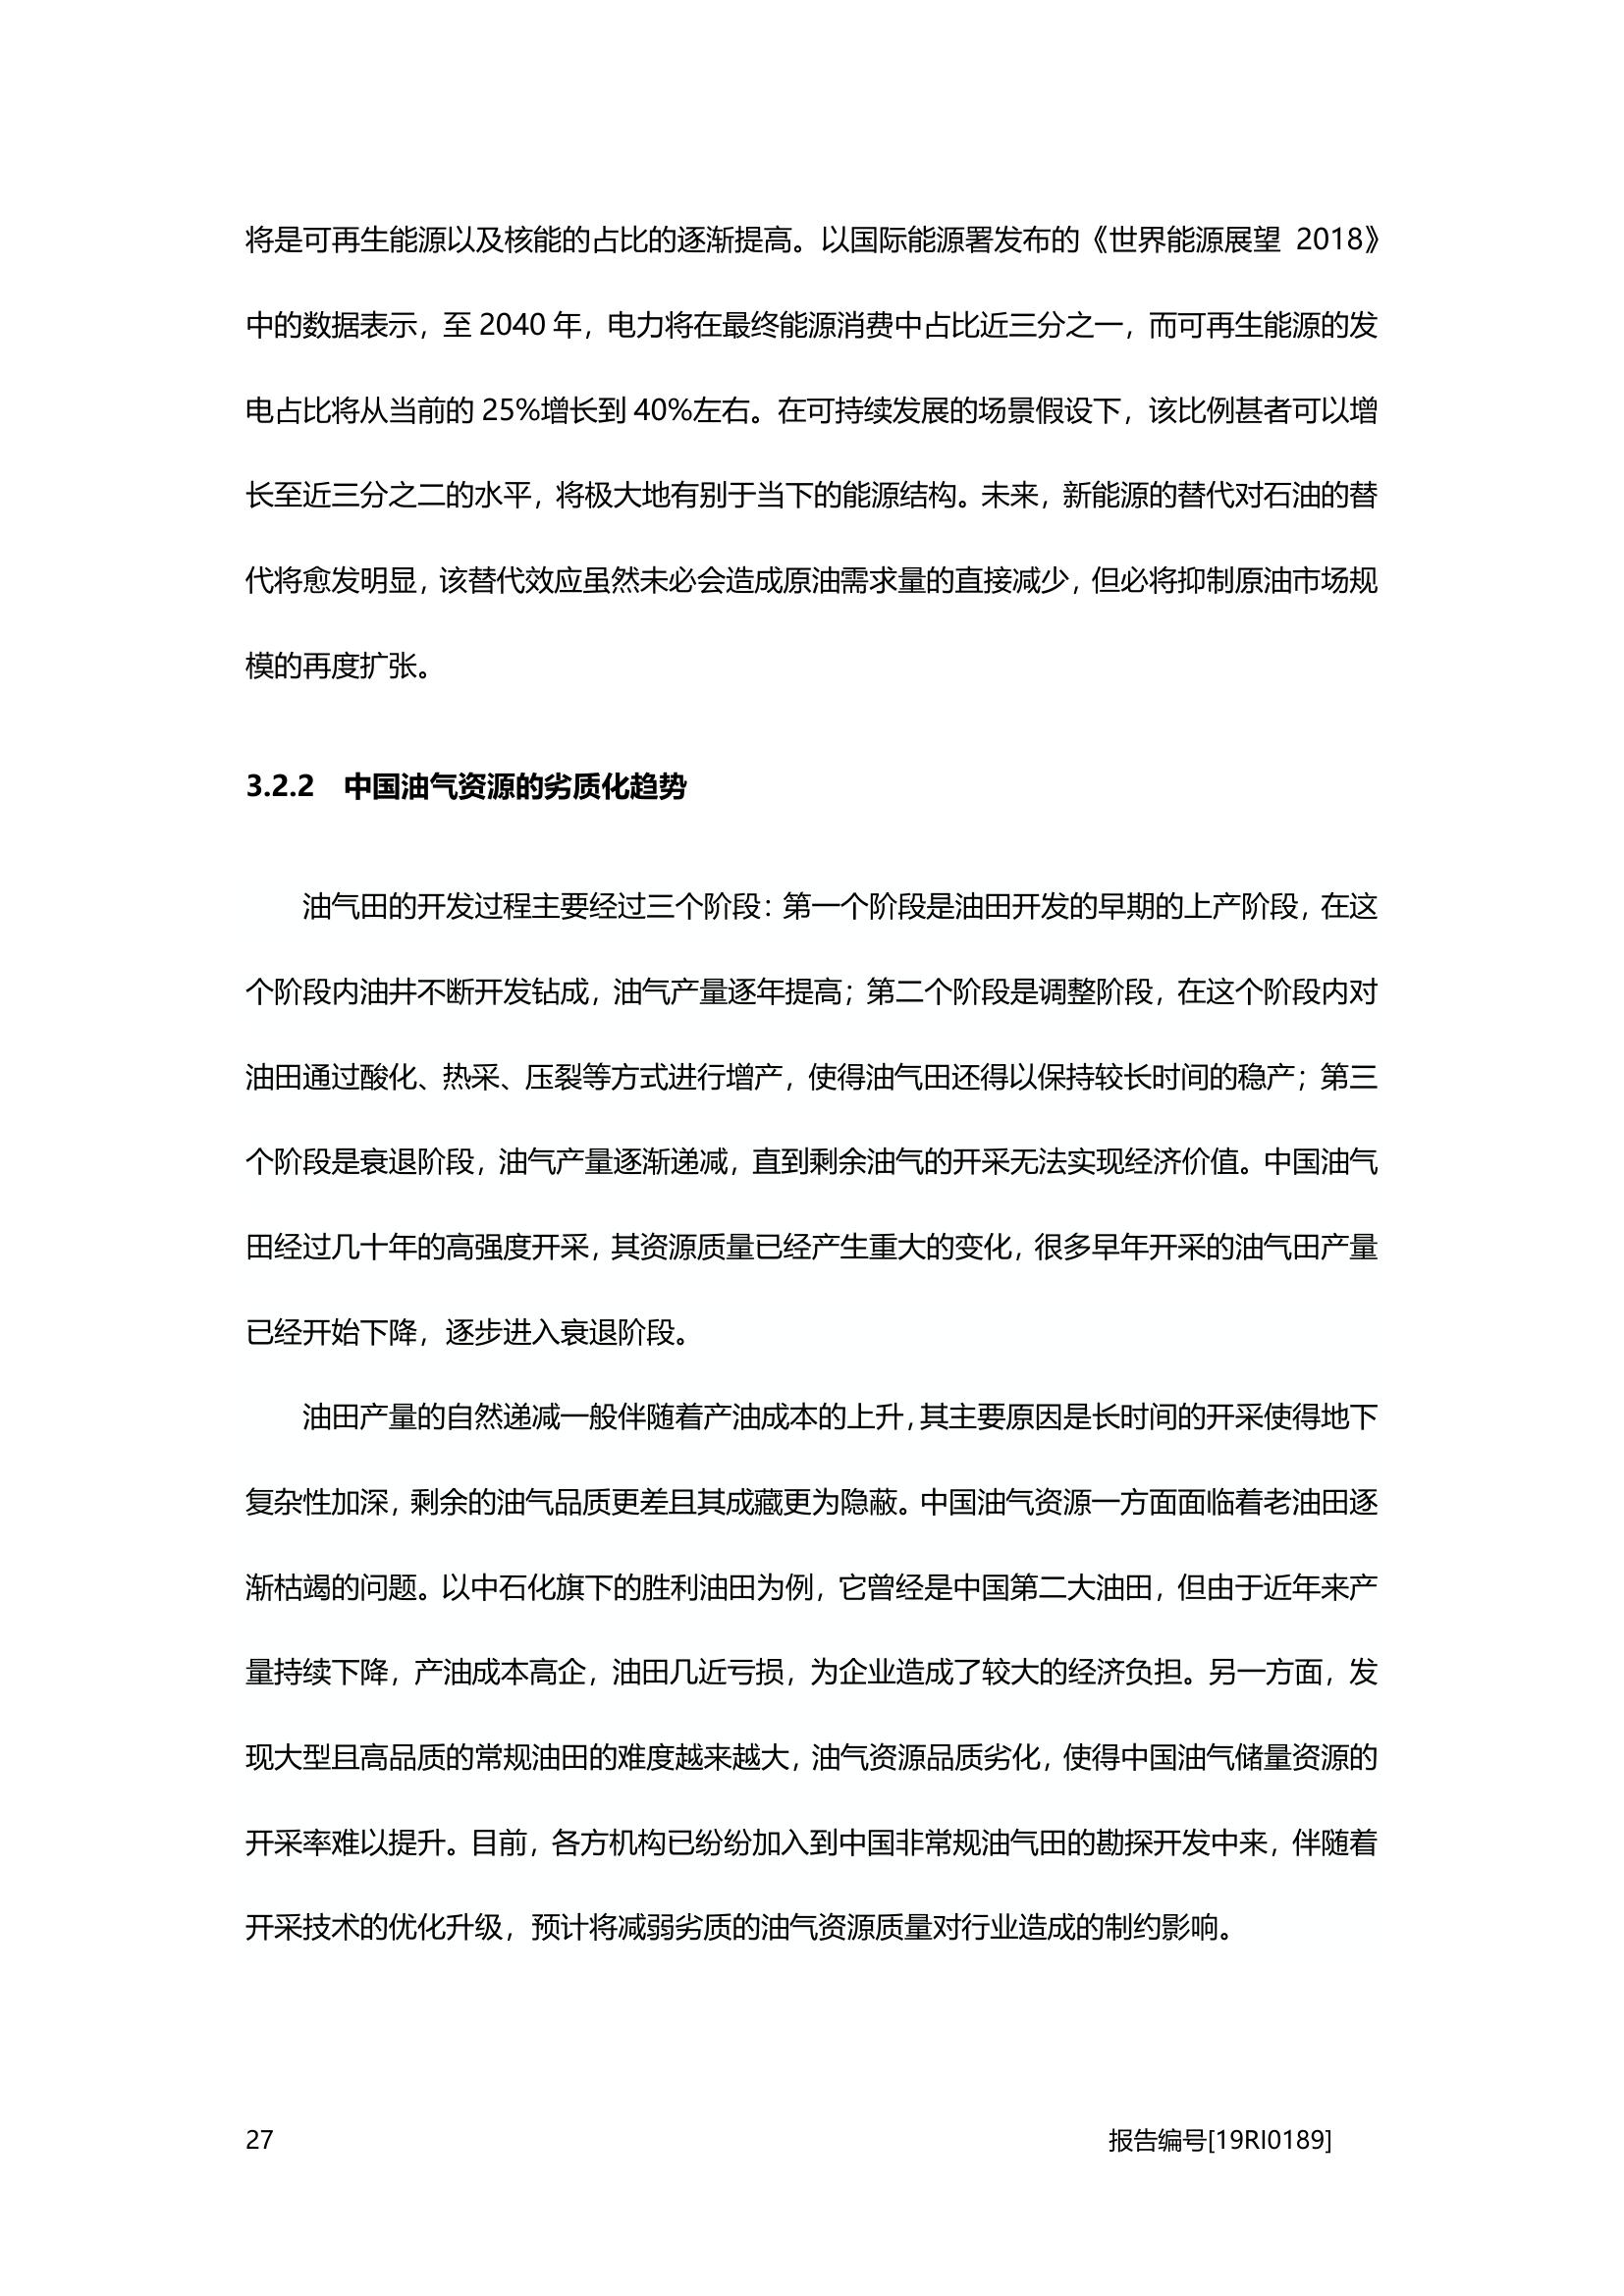 将是可再生能源以及核能的占比的逐渐提高。以国际能源署发布的《世界能源展望 2018》
中的数据表示，至 2040 年，电力将在最终能源消费中占比近三分之一，而可再生能源的发
电占比将从当前的 25%增长到 40%左右。在可持续发展的场景假设下，该比例甚者可以增
长至近三分之二的水平，将极大地有别于当下的能源结构。未来，新能源的替代对石油的替
代将愈发明显，该替代效应虽然未必会造成原油需求量的直接减少，但必将抑制原油市场规
模的再度扩张。
3.2.2 中国油气资源的劣质化趋势
油气田的开发过程主要经过三个阶段：第一个阶段是油田开发的早期的上产阶段，在这
个阶段内油井不断开发钻成，油气产量逐年提高；第二个阶段是调整阶段，在这个阶段内对
油田通过酸化、热采、压裂等方式进行增产，使得油气田还得以保持较长时间的稳产；第三
个阶段是衰退阶段，油气产量逐渐递减，直到剩余油气的开采无法实现经济价值。中国油气
田经过几十年的高强度开采，其资源质量已经产生重大的变化，很多早年开采的油气田产量
已经开始下降，逐步进入衰退阶段。
油田产量的自然递减一般伴随着产油成本的上升，其主要原因是长时间的开采使得地下
复杂性加深，剩余的油气品质更差且其成藏更为隐蔽。中国油气资源一方面面临着老油田逐
渐枯竭的问题。以中石化旗下的胜利油田为例，它曾经是中国第二大油田，但由于近年来产
量持续下降，产油成本高企，油田几近亏损，为企业造成了较大的经济负担。另一方面，发
现大型且高品质的常规油田的难度越来越大，油气资源品质劣化，使得中国油气储量资源的
开采率难以提升。目前，各方机构已纷纷加入到中国非常规油气田的勘探开发中来，伴随着
开采技术的优化升级，预计将减弱劣质的油气资源质量对行业造成的制约影响。
27 报告编号[19RI0189]